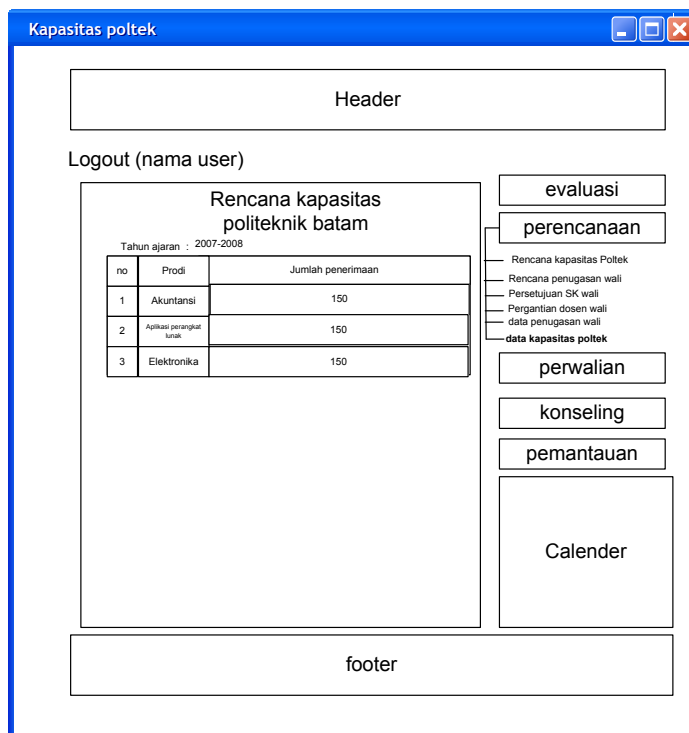 Kapasitas poltek
Header
Logout (nama user)
Rencana kapasitas
politeknik batam
Tahun ajaran : 2007-2008
no Prodi Jumlah penerimaan
1 Akuntansi 150
2 Aplikasi perangkat lunak 150
3 Elektronika 150
evaluasi
perencanaan
Rencana kapasitas Poltek
Rencana penugasan wali
Persetujuan SK wali
Pergantian dosen wali
data penugasan wali
data kapasitas poltek
perwalian
konseling
pemantauan
Calender
footer